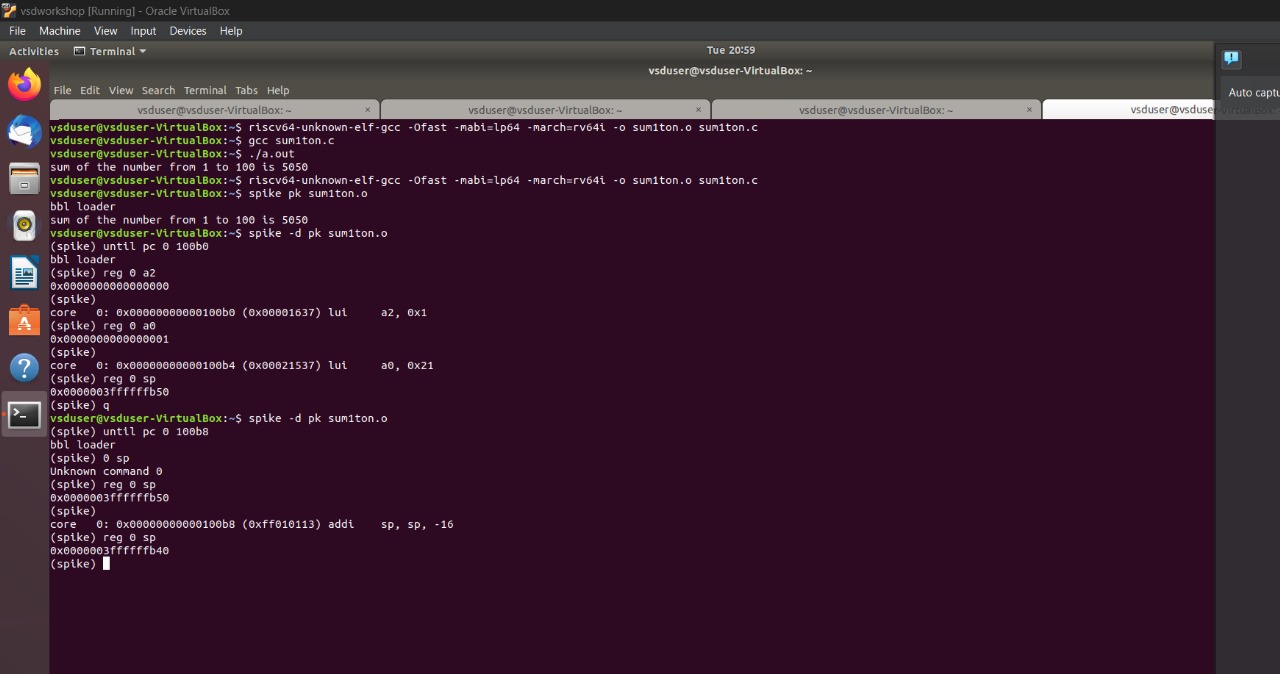 vsdworkshop [Running] - Oracle VirtualBox
File Machine View Input Devices Help
Activities Terminal Tue 20:59
vsduser@vsduser-VirtualBox: ~
File Edit View Search Terminal Tabs Help
Auto captu
vsduser@vsduser-VirtualBox: ~ × vsduser@vsduser-VirtualBox: ~ × vsduser@vsduser-VirtualBox: ~ × vsduser@vsduser-VirtualBox: ~
vsduser@vsduser-VirtualBox:~$ riscv64-unknown-elf-gcc -Ofast -mabi=lp64 -march=rv64i -o sum1ton.o sum1ton.c
vsduser@vsduser-VirtualBox:~$ gcc sum1ton.c
vsduser@vsduser-VirtualBox:~$ ./a.out
sum of the number from 1 to 100 is 5050
vsduser@vsduser-VirtualBox:~$ riscv64-unknown-elf-gcc -Ofast -mabi=lp64 -march=rv64i -o sum1ton.o sum1ton.c
vsduser@vsduser-VirtualBox:~$ spike pk sum1ton.o
bbl loader
sum of the number from 1 to 100 is 5050
vsduser@vsduser-VirtualBox:~$ spike -d pk sum1ton.o
(spike) until pc 0 100b0
bbl loader
(spike) reg 0 a2
0x0000000000000000
(spike)
core   0: 0x00000000000100b0 (0x00001637) lui     a2, 0x1
(spike) reg 0 a0
0x0000000000000001
(spike)
core   0: 0x00000000000100b4 (0x00021537) lui     a0, 0x21
(spike) reg 0 sp
0x0000003ffffffb50
(spike) q
vsduser@vsduser-VirtualBox:~$ spike -d pk sum1ton.o
(spike) until pc 0 100b8
bbl loader
(spike) 0 sp
Unknown command 0
(spike) reg 0 sp
0x0000003ffffffb50
(spike)
core   0: 0x00000000000100b8 (0xff010113) addi    sp, sp, -16
(spike) reg 0 sp
0x0000003ffffffb40
(spike)